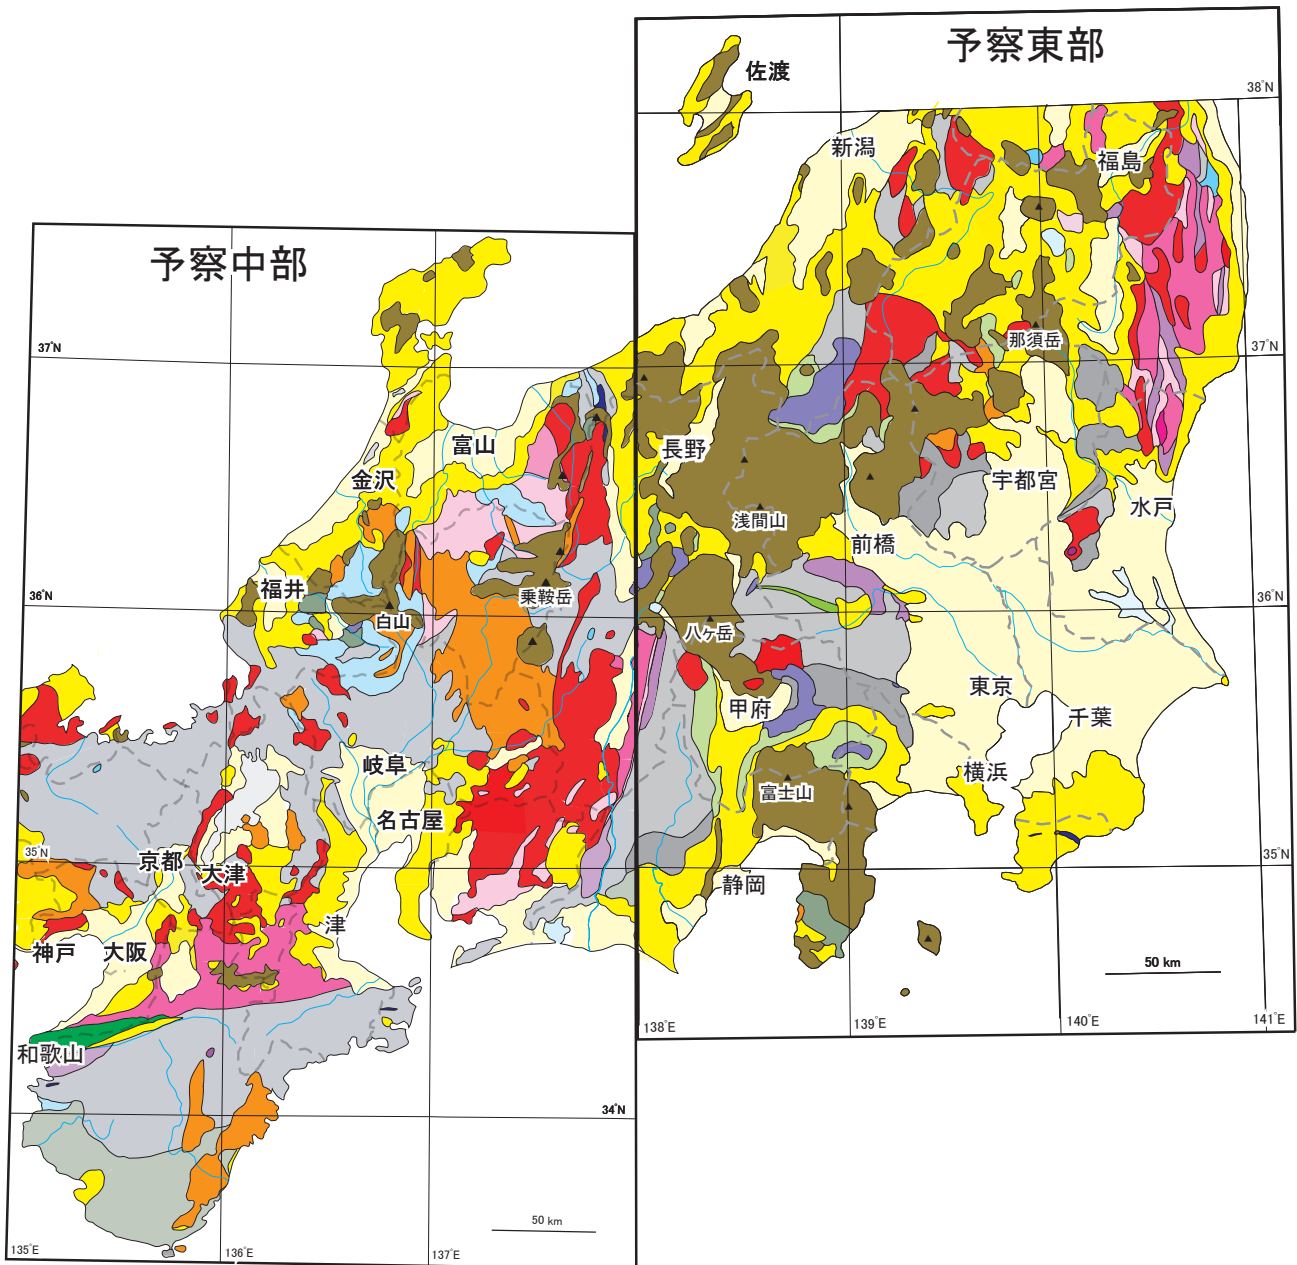 予察東部
佐渡
38°N
新潟
福島
予察中部
37°N
那須岳
37°N
富山
長野
金沢
宇都宮
水戸
浅間山
前橋
福井
乗鞍岳
36°N
36°N
白山
八ヶ岳
東京
甲府
千葉
岐阜
横浜
富士山
名古屋
35°N
京都
大津
35°N
静岡
津
神戸
大阪
50 km
138°E
139°E
140°E
141°E
和歌山
34°N
50 km
135°E
136°E
137°E